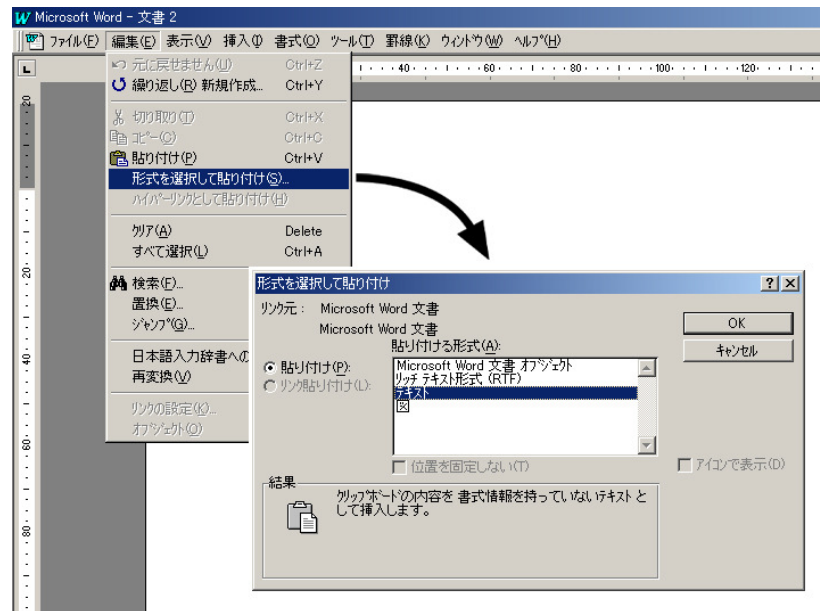 Microsoft Word - 文書 2
ファイル(F) 編集(E) 表示(V) 挿入(I) 書式(O) ツール(T) 罫線(K) ウィンドウ(W) ヘルプ(H)
40 60 80 100 120
元に戻せません(U) Ctrl+Z
繰り返し(R) 新規作成... Ctrl+Y
切り取り(T) Ctrl+X
コピー(C) Ctrl+C
貼り付け(P) Ctrl+V
形式を選択して貼り付け(S)...
ハイパーリンクとして貼り付け(H)
クリア(A) Delete
すべて選択(L) Ctrl+A
検索(F)...
置換(E)...
ジャンプ(G)...
日本語入力辞書への
再変換(V)
リンクの設定(K)...
オブジェクト(O)
20
20
40
60
80
形式を選択して貼り付け
リンク元： Microsoft Word 文書
Microsoft Word 文書
貼り付ける形式(A):
貼り付け(P):
リンク貼り付け(L):
Microsoft Word 文書 オブジェクト
リッチ テキスト形式 (RTF)
テキスト
図
OK
キャンセル
位置を固定しない(T)
アイコンで表示(D)
結果
クリップボードの内容を 書式情報を持っていない テキスト と
して挿入します。